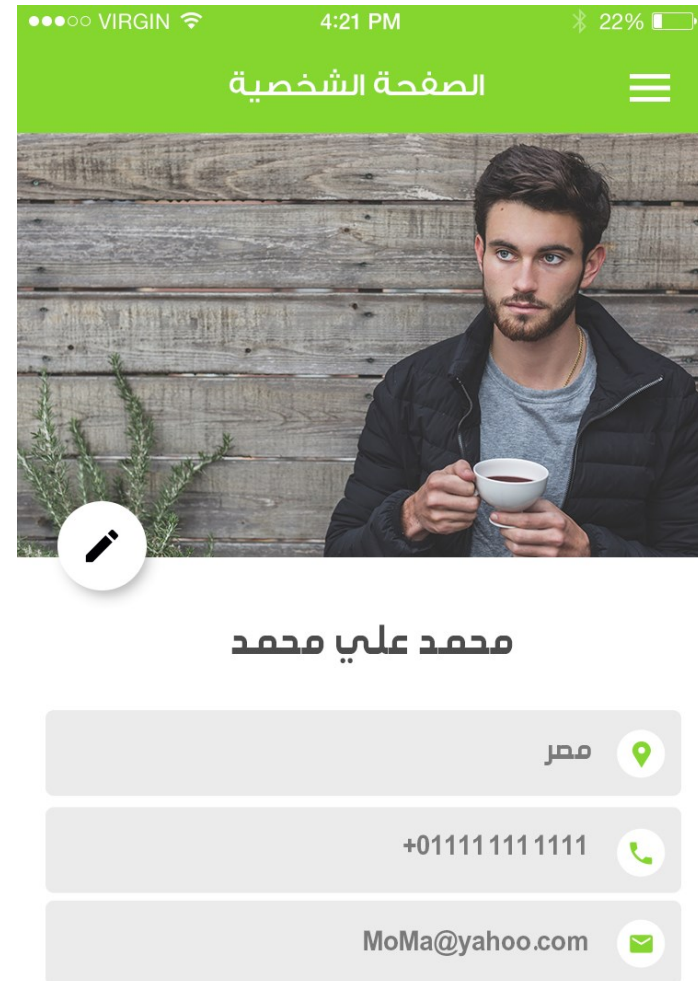 VIRGIN 4:21 PM 22%
الصفحة الشخصية
محمد علي محمد
مصر
+01111 111 1111
MoMa@yahoo.com